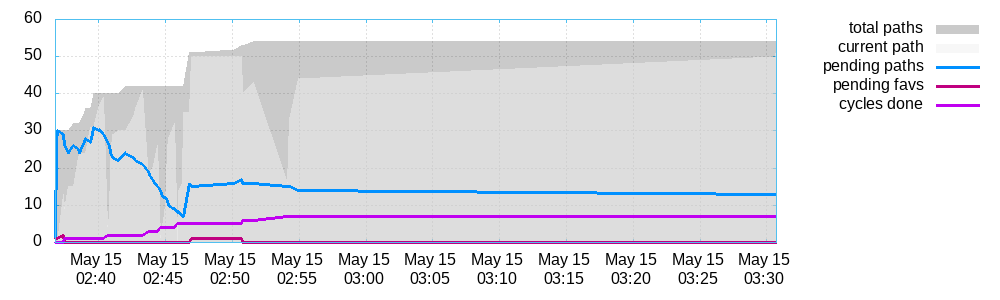 60
50
40
30
20
10
0
May 15 May 15 May 15 May 15 May 15 May 15 May 15 May 15 May 15 May 15 May 15
02:40 02:45 02:50 02:55 03:00 03:05 03:10 03:15 03:20 03:25 03:30
total paths
current path
pending paths
pending favs
cycles done